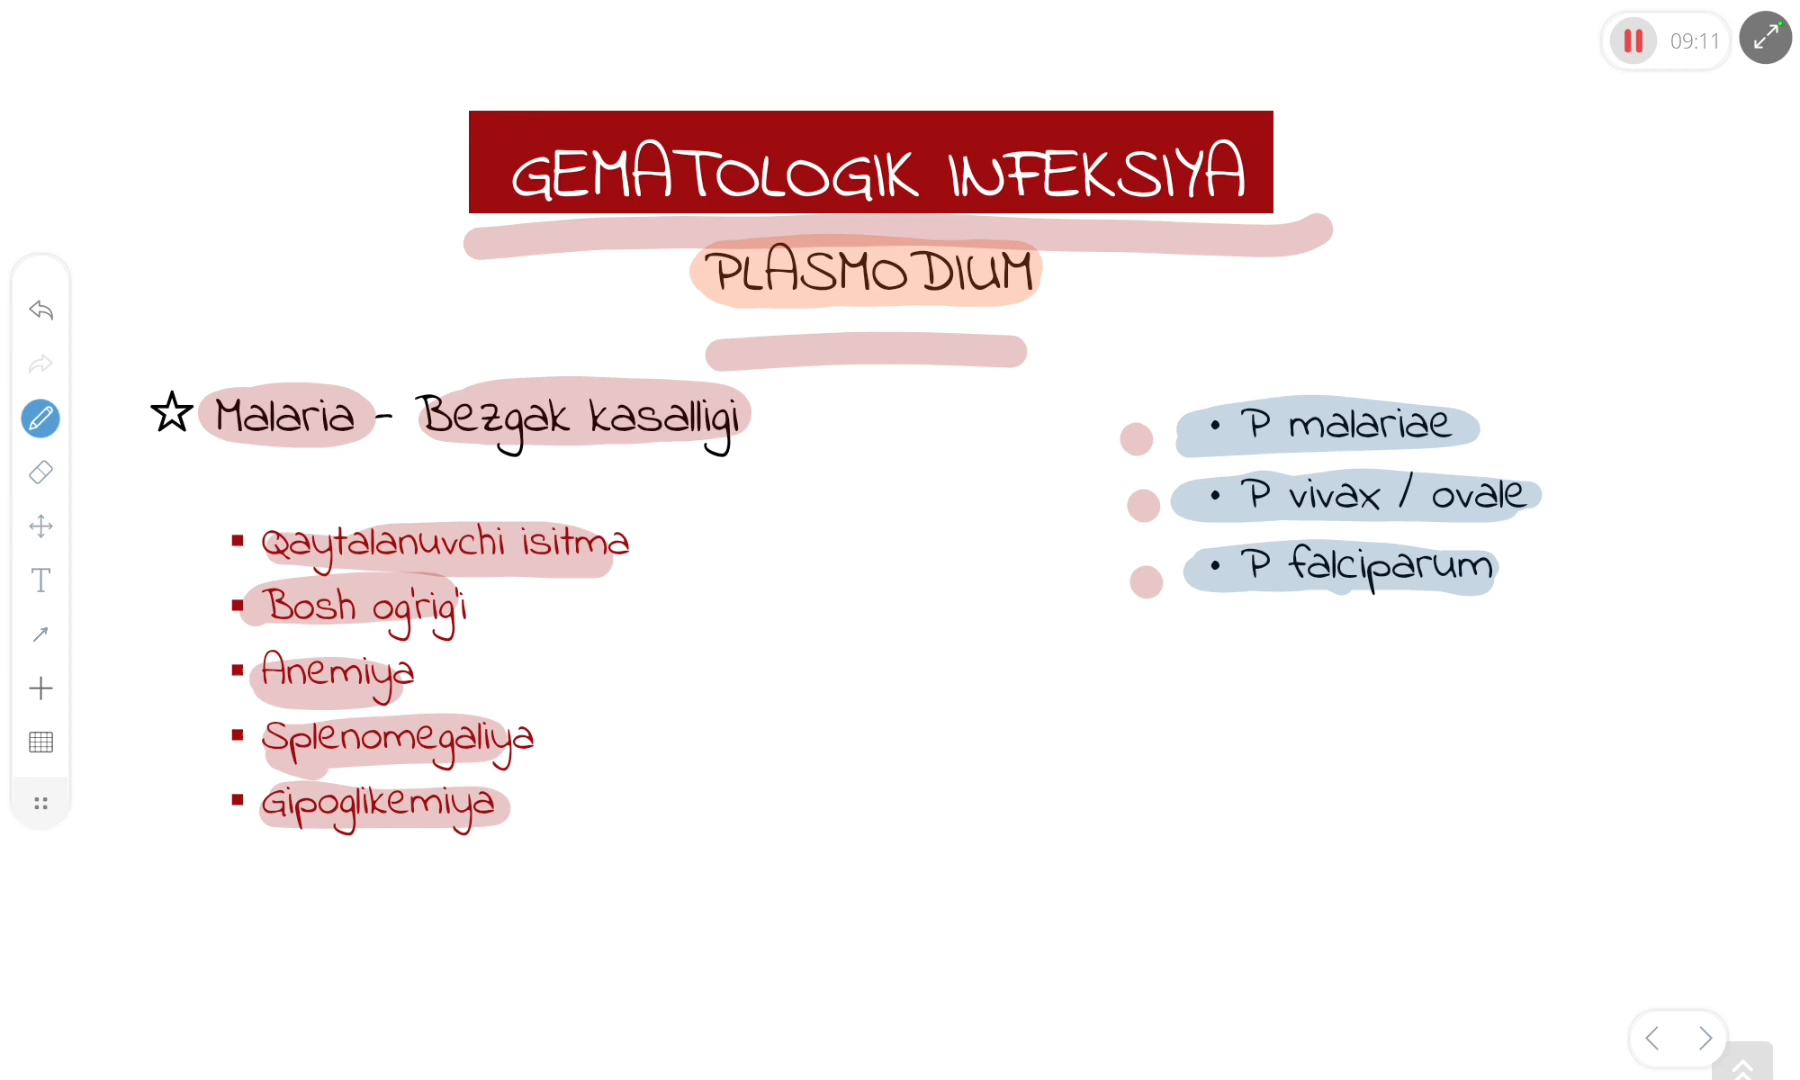 09:11
GEMATOLOGIK INFEKSIYA
PLASMODIUM
☆ Malaria - Bezgak kasalligi
▪ Qaytalanuvchi isitma
▪ Bosh og'rig'i
▪ Anemiya
▪ Splenomegaliya
▪ Gipoglikemiya
• P malariae
• P vivax / ovale
• P falciparum
T